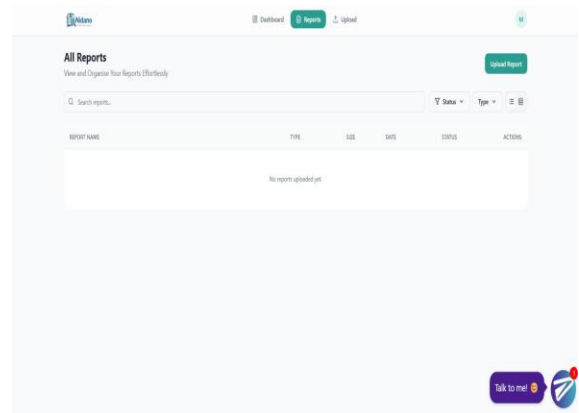 Nidano
Dashboard Reports Upload M
All Reports
View and Organise Your Reports Effortlessly
Upload Report
Search reports...
Status Type
REPORT NAME TYPE SIZE DATE STATUS ACTIONS
No reports uploaded yet
Talk to me!